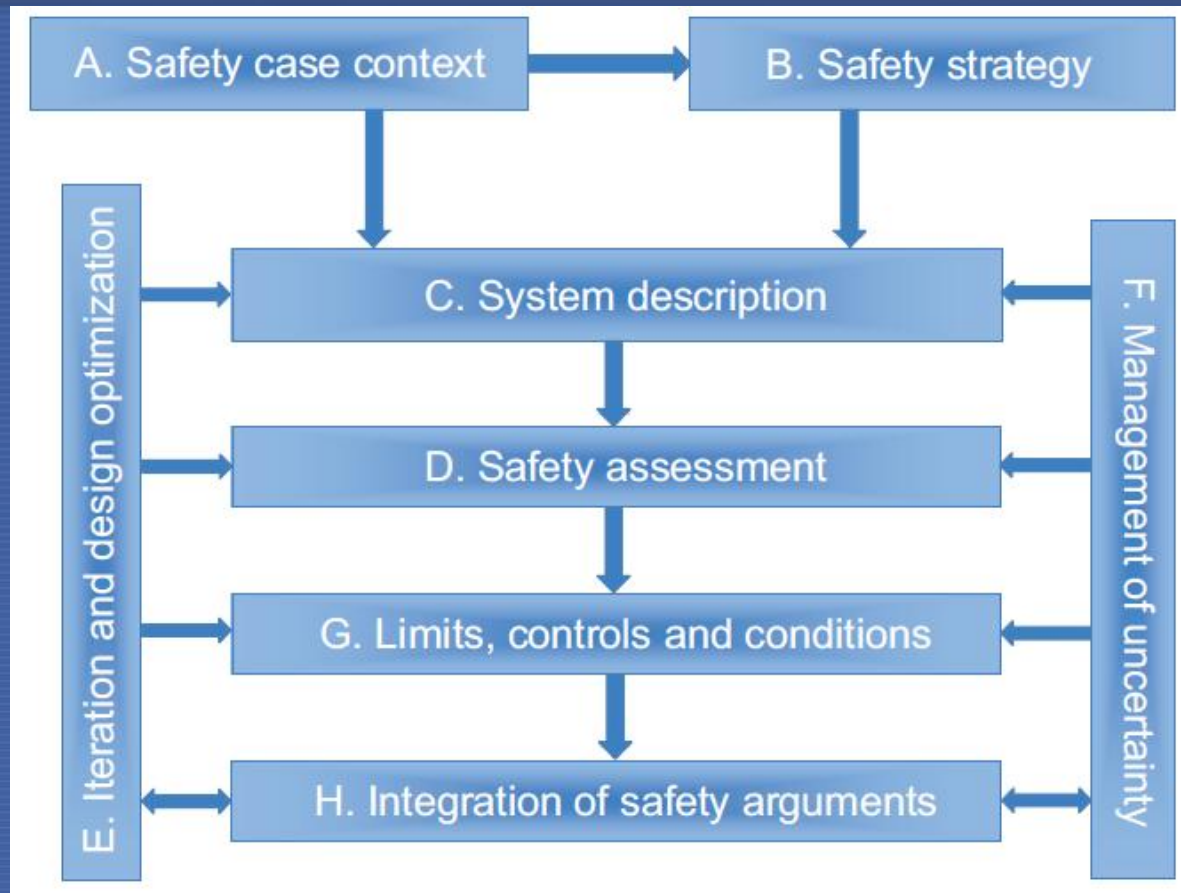 A. Safety case context
B. Safety strategy
E. Iteration and design optimization
C. System description
F. Management of uncertainty
D. Safety assessment
G. Limits, controls and conditions
H. Integration of safety arguments